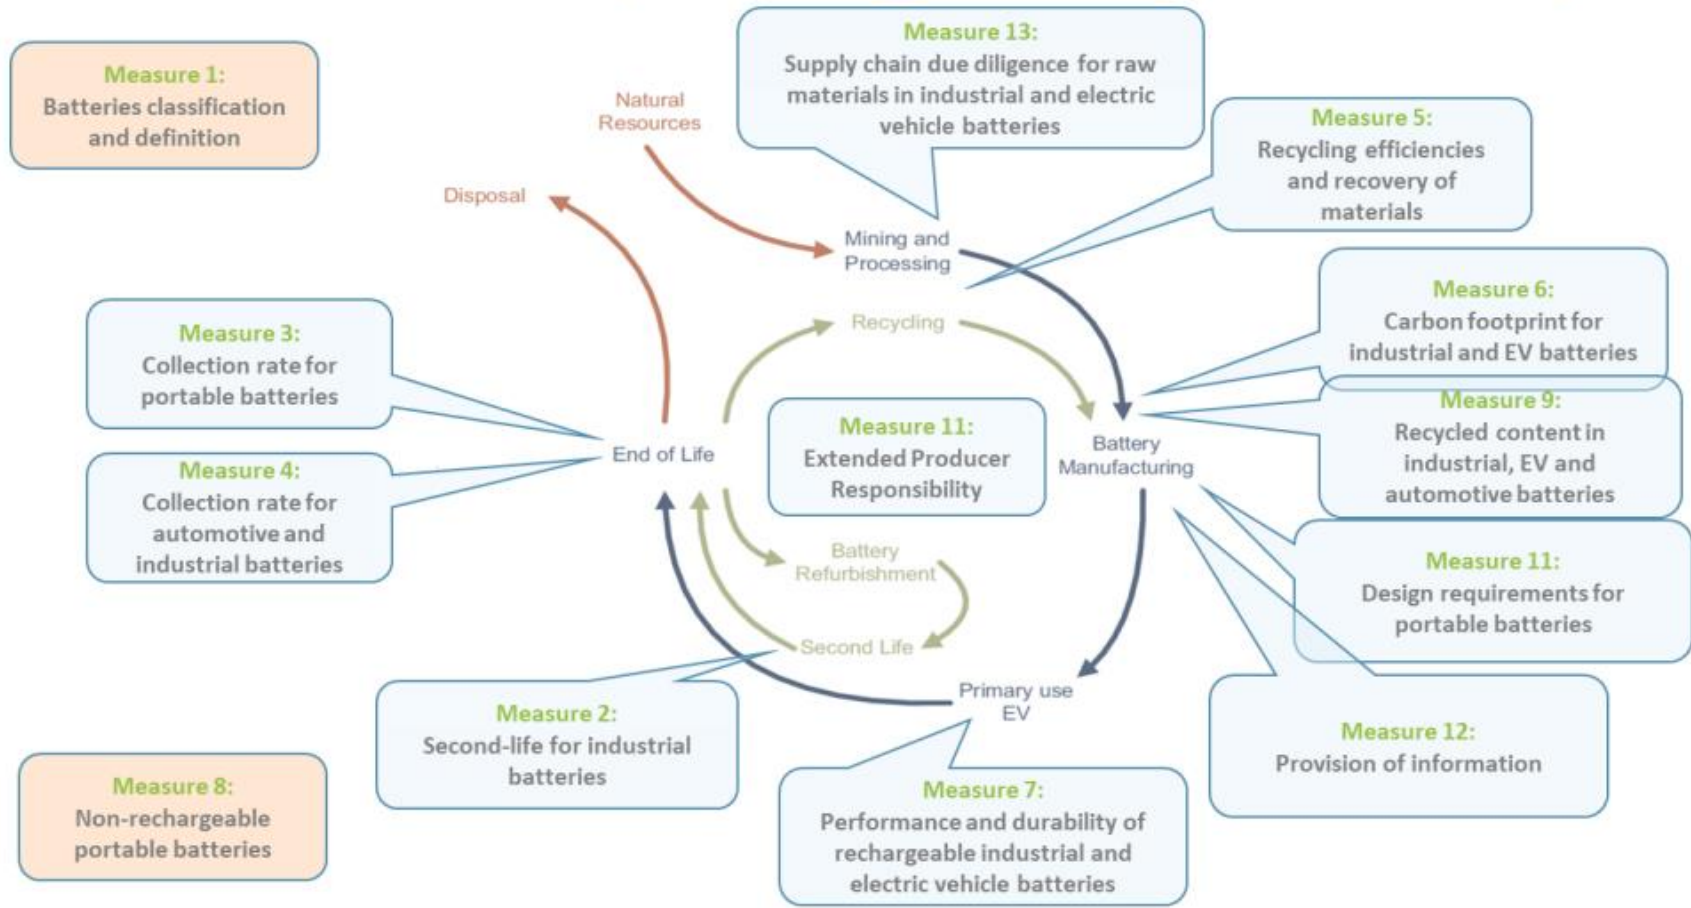 Measure 1:
Batteries classification
and definition
Natural
Resources
Disposal
Measure 13:
Supply chain due diligence for raw
materials in industrial and electric
vehicle batteries
Measure 5:
Recycling efficiencies
and recovery of
materials
Mining and
Processing
Recycling
Measure 6:
Carbon footprint for
industrial and EV batteries
Measure 3:
Collection rate for
portable batteries
Measure 9:
Recycled content in
industrial, EV and
automotive batteries
Measure 11:
Extended Producer
Responsibility
Battery
Manufacturing
End of Life
Measure 4:
Collection rate for
automotive and
industrial batteries
Battery
Refurbishment
Second Life
Measure 11:
Design requirements for
portable batteries
Primary use
EV
Measure 2:
Second-life for industrial
batteries
Measure 12:
Provision of information
Measure 8:
Non-rechargeable
portable batteries
Measure 7:
Performance and durability of
rechargeable industrial and
electric vehicle batteries